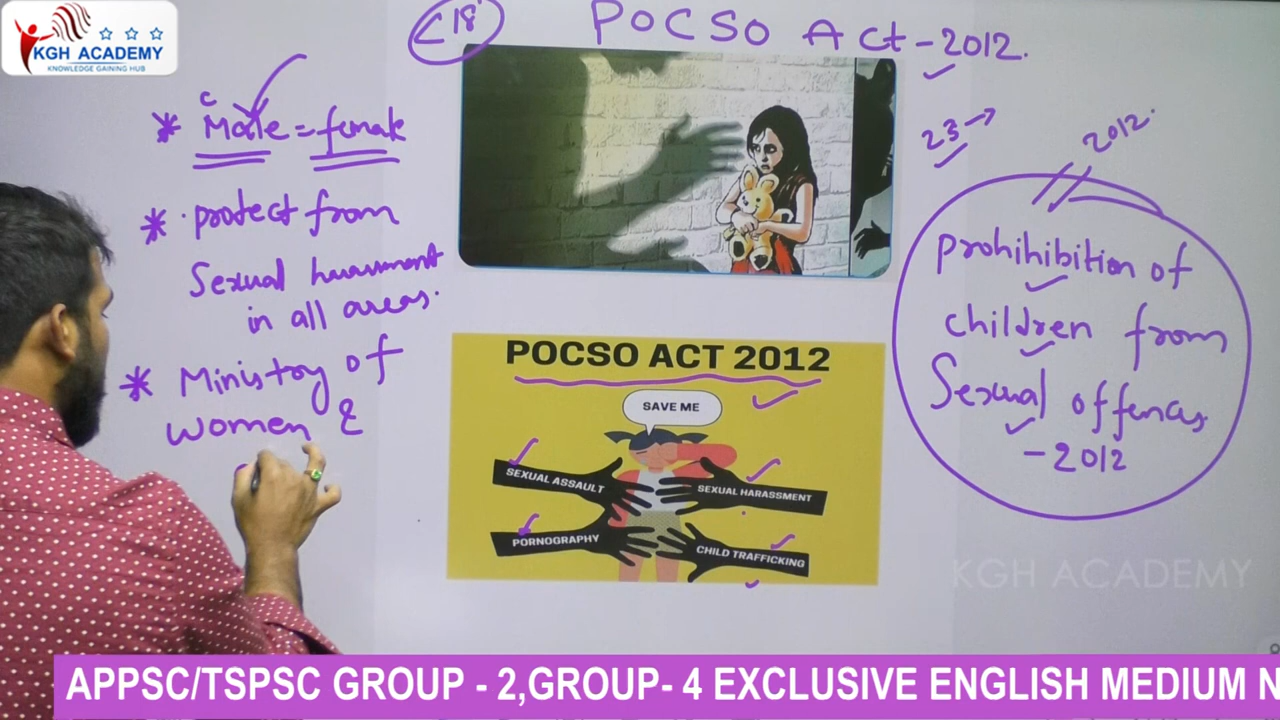 KGH ACADEMY
KNOWLEDGE GAINING HUB
<18
POCSO Act-2012.
* Male = female
c
* protect from
Sexual harassment
in all areas.
* Ministry of
women &
23→
2012.
prohihibition of
children from
Sexual offences
-2012
POCSO ACT 2012
SAVE ME
SEXUAL ASSAULT
SEXUAL HARASSMENT
PORNOGRAPHY
CHILD TRAFFICKING
KGH ACADEMY
APPSC/TSPSC GROUP - 2,GROUP- 4 EXCLUSIVE ENGLISH MEDIUM N